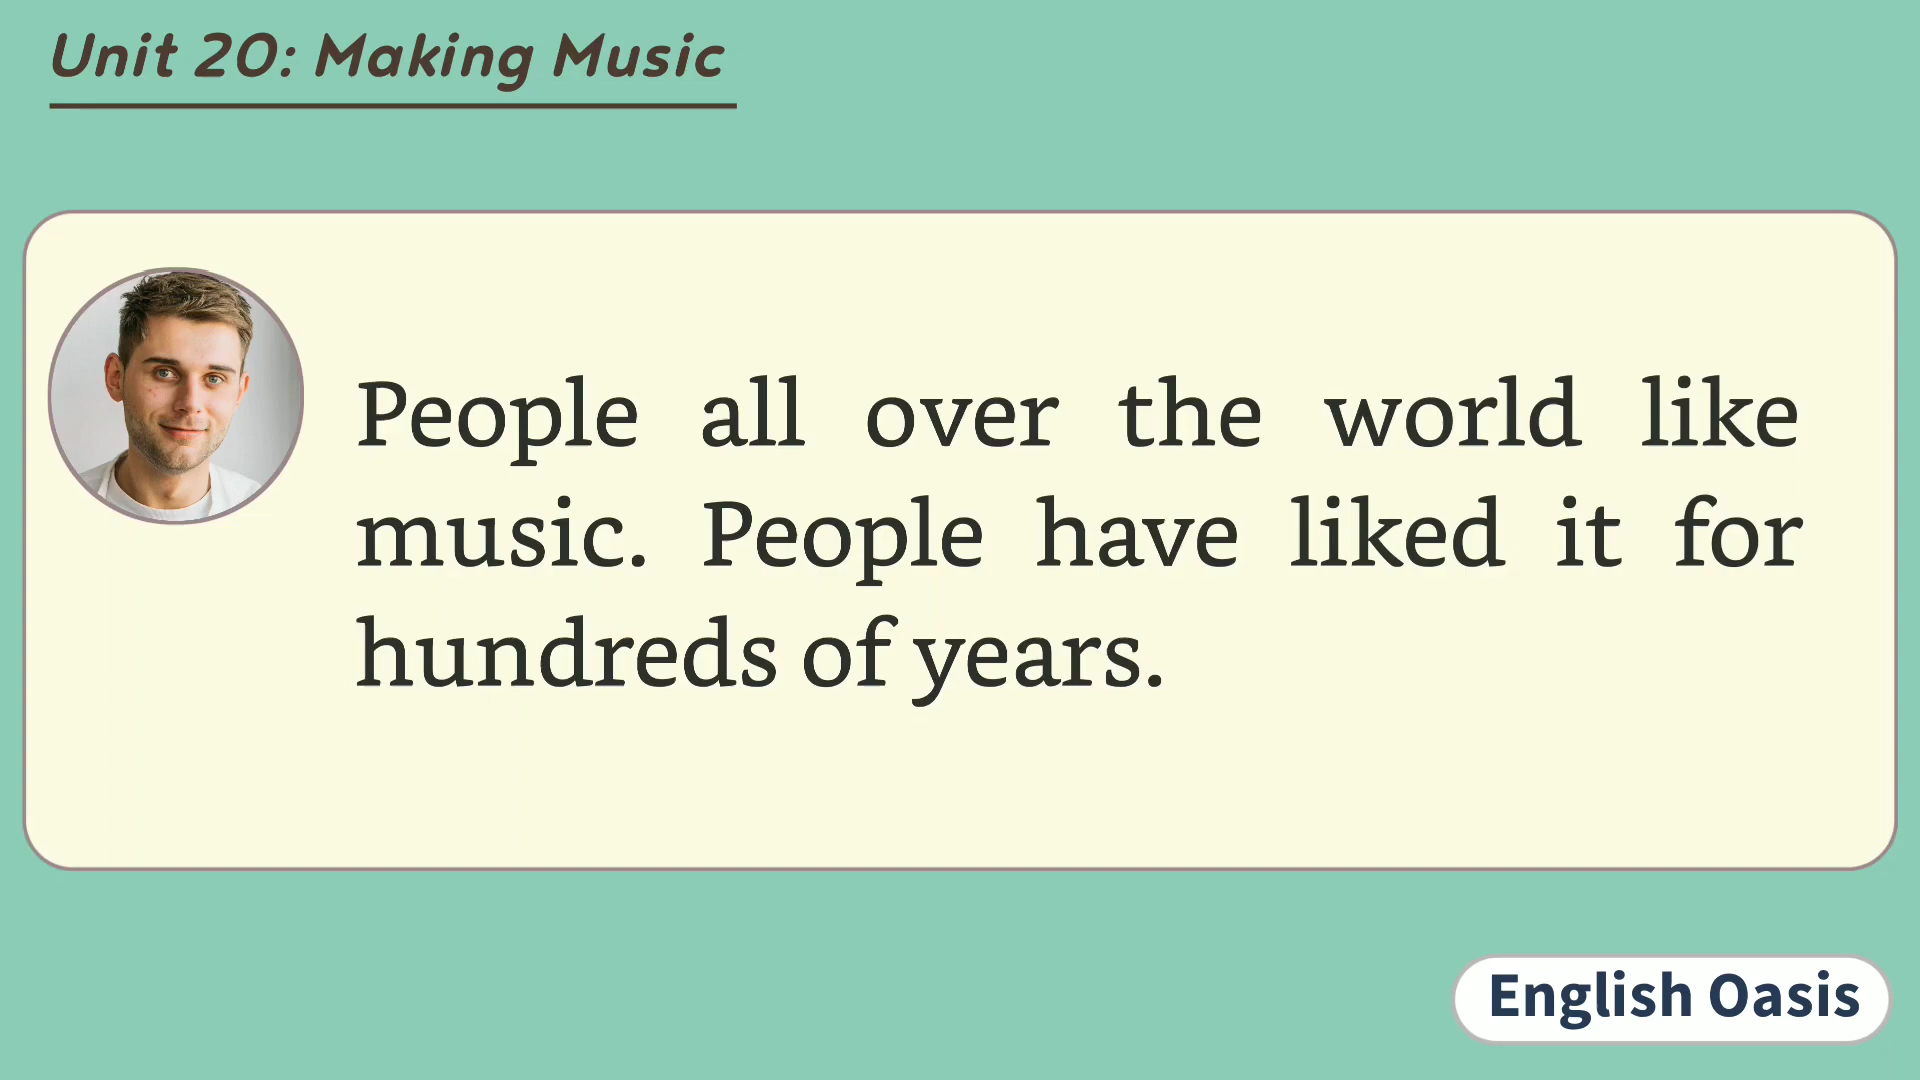 Unit 20: Making Music
People all over the world like
music. People have liked it for
hundreds of years.
English Oasis